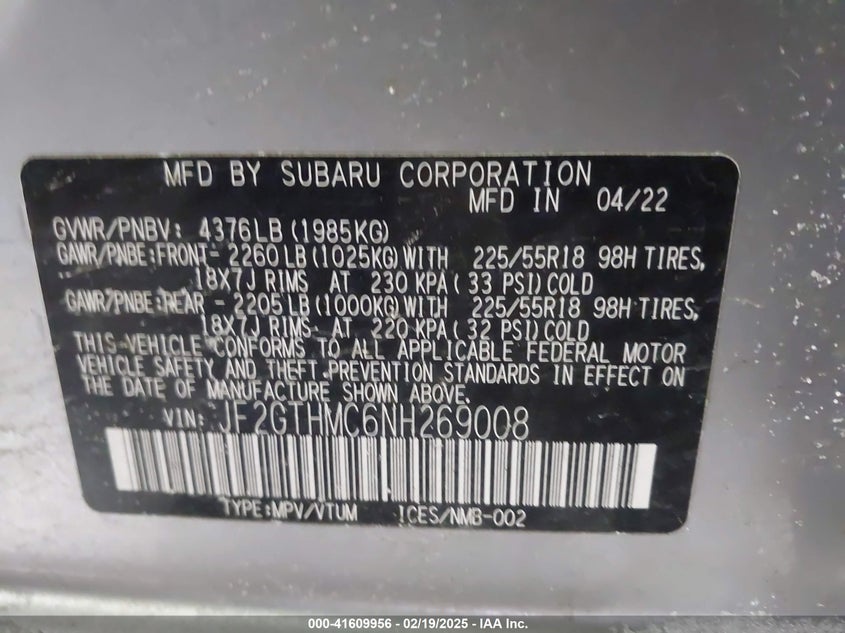 MFD BY SUBARU CORPORATION
MFD IN 04/22
GVWR/PNBV: 4376LB(1985KG)
GAWR/PNBE:FRONT- 2260LB(1025KG)WITH 225/55R18 98H TIRES,
18X7J RIMS AT 230 KPA( 33 PSI)COLD
GAWR/PNBE:REAR - 2205LB(1000KG)WITH 225/55R18 98H TIRES,
18X7J RIMS AT 220 KPA( 32 PSI)COLD
THIS VEHICLE CONFORMS TO ALL APPLICABLE FEDERAL MOTOR
VEHICLE SAFETY AND THEFT PREVENTION STANDARDS IN EFFECT ON
THE DATE OF MANUFACTURE SHOWN ABOVE.
VIN: JF2GTHMC6NH269008
TYPE:MPV/VTUM ICES/NMB-002
000-41609956 - 02/19/2025 - IAA Inc.